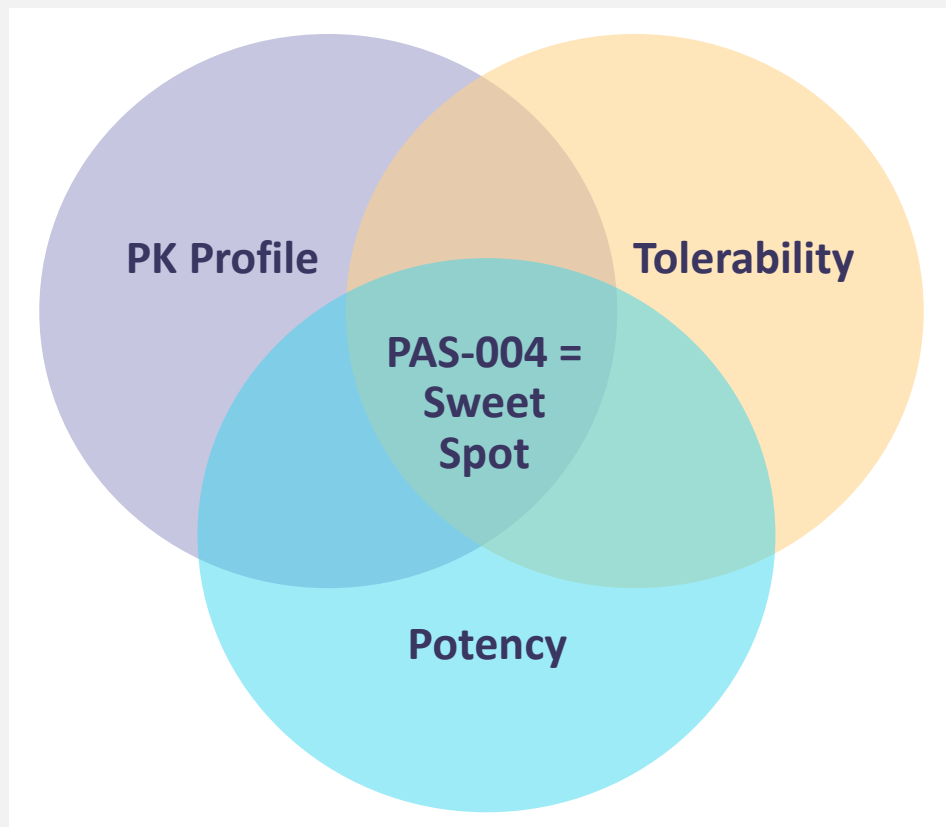 PK Profile
Tolerability
PAS-004 =
Sweet
Spot
Potency